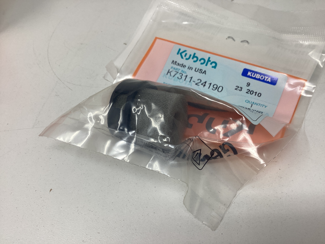 Kubota
Made in USA
KUBOTA
K7311-24190
9
23 2010